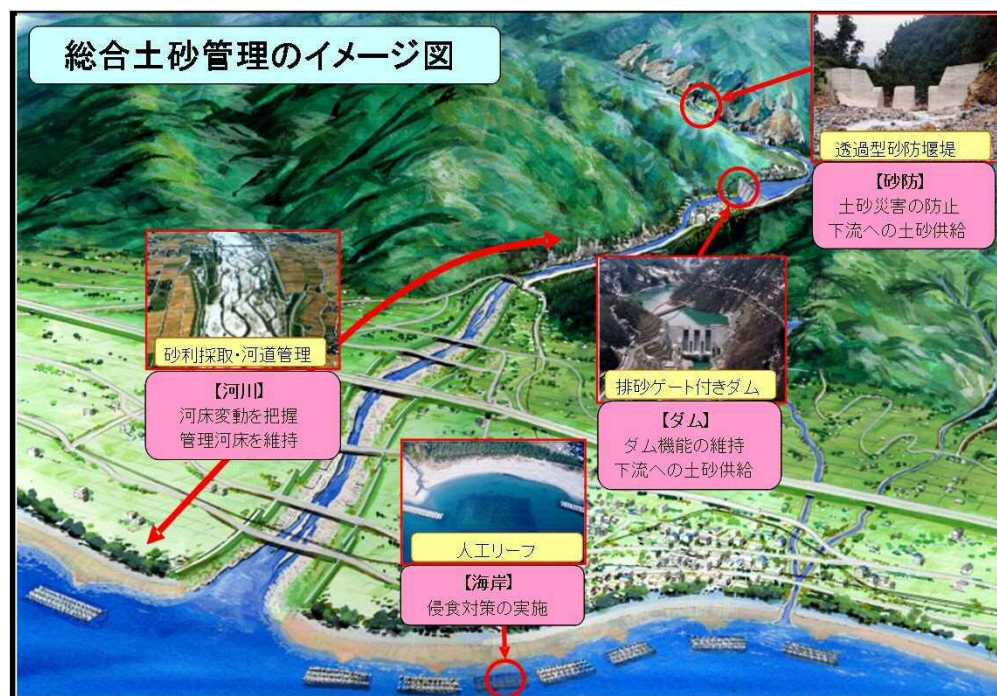 総合土砂管理のイメージ図
透過型砂防堰堤
【砂防】
土砂災害の防止
下流への土砂供給
砂利採取・河道管理
【河川】
河床変動を把握
管理河床を維持
排砂ゲート付きダム
【ダム】
ダム機能の維持
下流への土砂供給
人工リーフ
【海岸】
侵食対策の実施